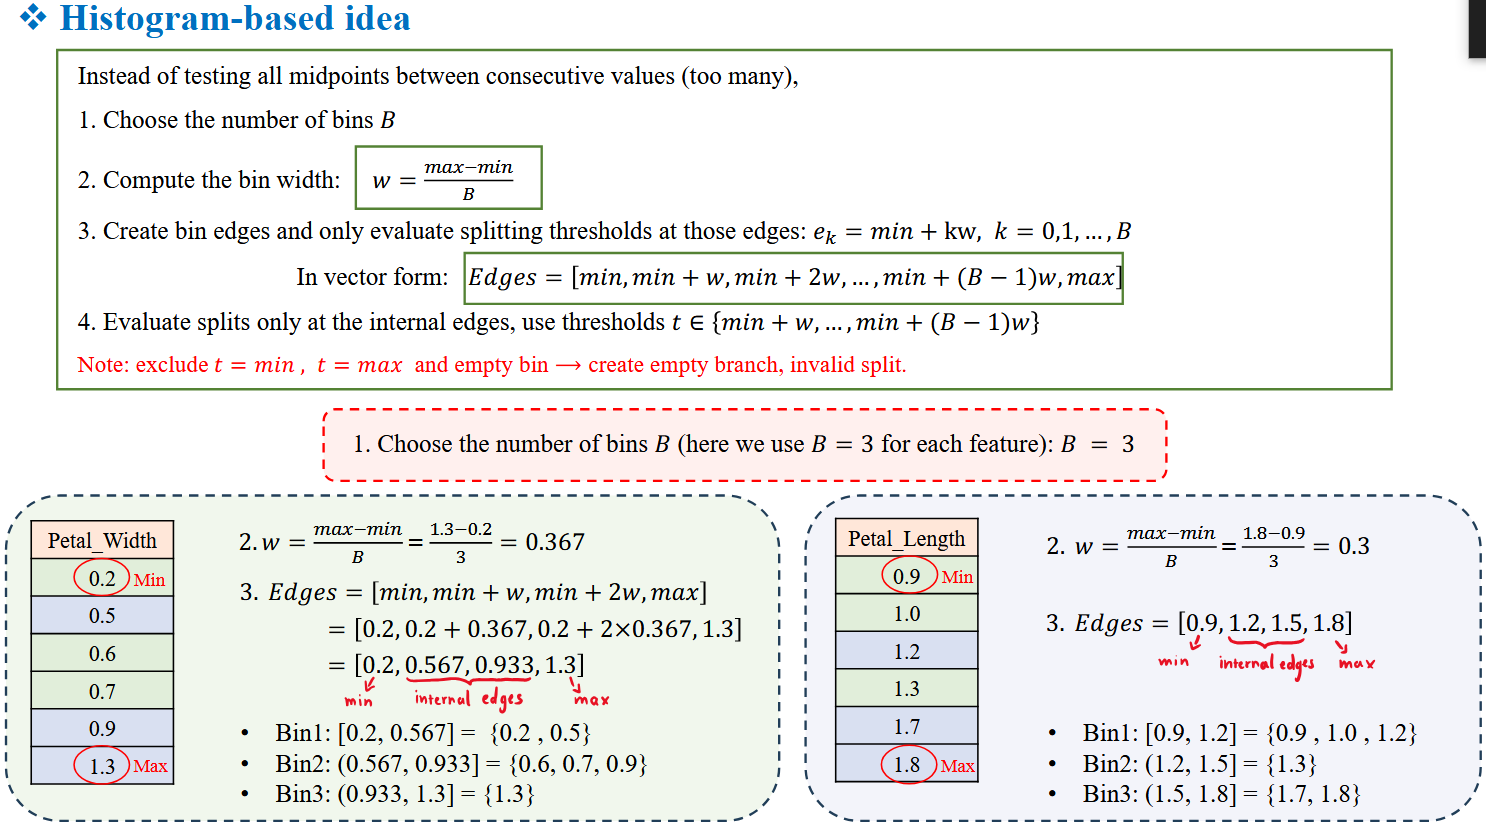 ❖ Histogram-based idea
Instead of testing all midpoints between consecutive values (too many),
1. Choose the number of bins B
2. Compute the bin width: w = (max−min)/B
3. Create bin edges and only evaluate splitting thresholds at those edges: e_k = min + kw, k = 0,1, … , B
In vector form: Edges = [min, min + w, min + 2w, … , min + (B − 1)w, max]
4. Evaluate splits only at the internal edges, use thresholds t ∈ {min + w, … , min + (B − 1)w}
Note: exclude t = min , t = max and empty bin ⟶ create empty branch, invalid split.
1. Choose the number of bins B (here we use B = 3 for each feature): B = 3
Petal_Width
0.2 Min
0.5
0.6
0.7
0.9
1.3 Max
2. w = (max−min)/B = (1.3−0.2)/3 = 0.367
3. Edges = [min, min + w, min + 2w, max]
= [0.2, 0.2 + 0.367, 0.2 + 2×0.367, 1.3]
= [0.2, 0.567, 0.933, 1.3]
min internal edges max
• Bin1: [0.2, 0.567] = {0.2 , 0.5}
• Bin2: (0.567, 0.933] = {0.6, 0.7, 0.9}
• Bin3: (0.933, 1.3] = {1.3}
Petal_Length
0.9 Min
1.0
1.2
1.3
1.7
1.8 Max
2. w = (max−min)/B = (1.8−0.9)/3 = 0.3
3. Edges = [0.9, 1.2, 1.5, 1.8]
min internal edges max
• Bin1: [0.9, 1.2] = {0.9 , 1.0 , 1.2}
• Bin2: (1.2, 1.5] = {1.3}
• Bin3: (1.5, 1.8] = {1.7, 1.8}